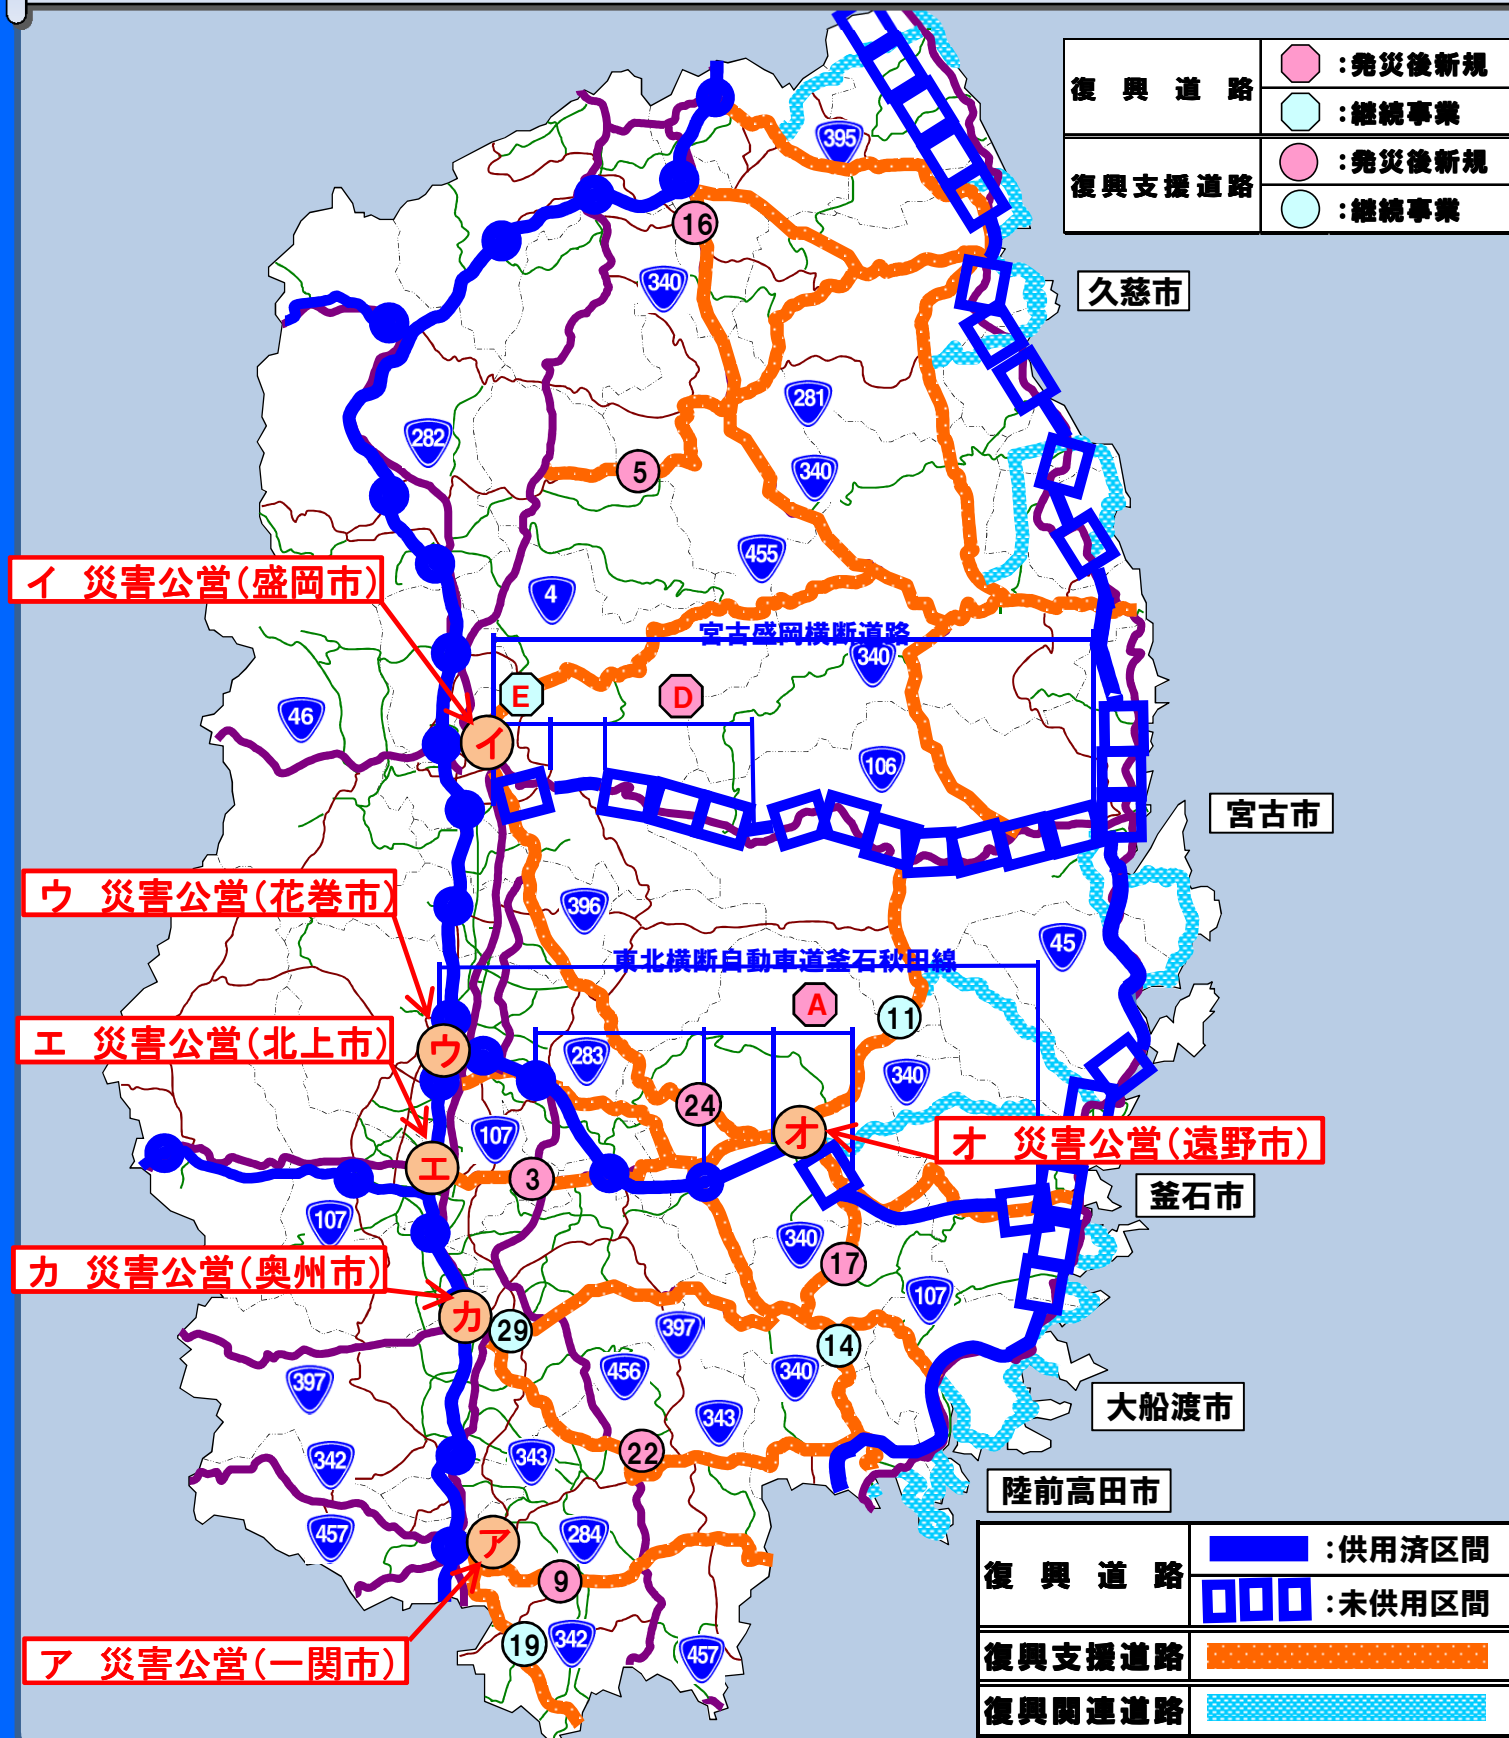 復興道路
:発災後新規
:継続事業
復興支援道路
:発災後新規
:継続事業
395
16
340
久慈市
281
282
5
340
455
4
イ 災害公営(盛岡市)
宮古盛岡横断道路
340
E
D
46
イ
106
宮古市
ウ 災害公営(花巻市)
396
45
東北横断自動車道釜石秋田線
A
11
エ 災害公営(北上市)
ウ
283
340
24
107
オ
オ 災害公営(遠野市)
エ
3
釜石市
107
340
17
カ 災害公営(奥州市)
107
カ
29
397
14
397
456
340
343
大船渡市
342
343
22
陸前高田市
457
ア
284
9
19
342
457
ア 災害公営(一関市)
復興道路
:供用済区間
:未供用区間
復興支援道路
復興関連道路